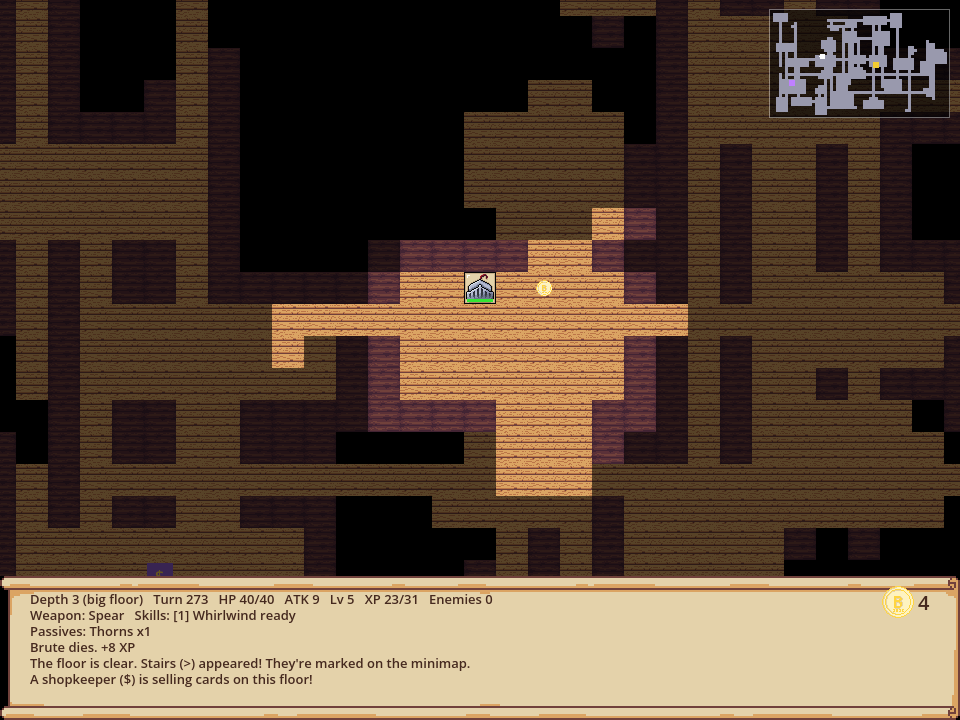 Depth 3 (big floor)   Turn 273   HP 40/40   ATK 9   Lv 5   XP 23/31   Enemies 0
4
Weapon: Spear   Skills: [1] Whirlwind ready
Passives: Thorns x1
Brute dies. +8 XP
The floor is clear. Stairs (>) appeared! They're marked on the minimap.
A shopkeeper ($) is selling cards on this floor!